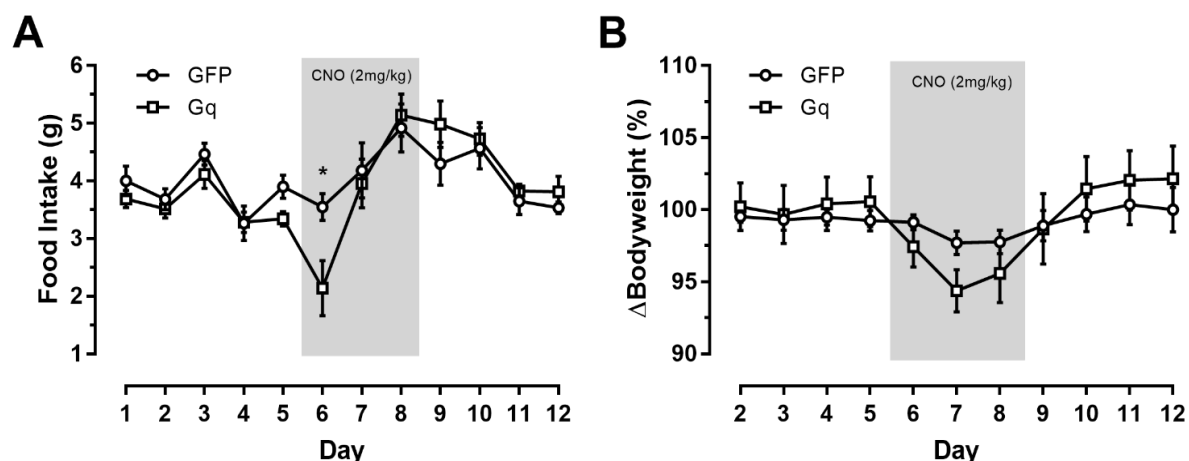 A
Food Intake (g)
6
5
4
3
2
1
GFP
Gq
CNO (2mg/kg)
*
1 2 3 4 5 6 7 8 9 10 11 12
Day
B
ΔBodyweight (%)
110
105
100
95
90
GFP
Gq
CNO (2mg/kg)
2 3 4 5 6 7 8 9 10 11 12
Day